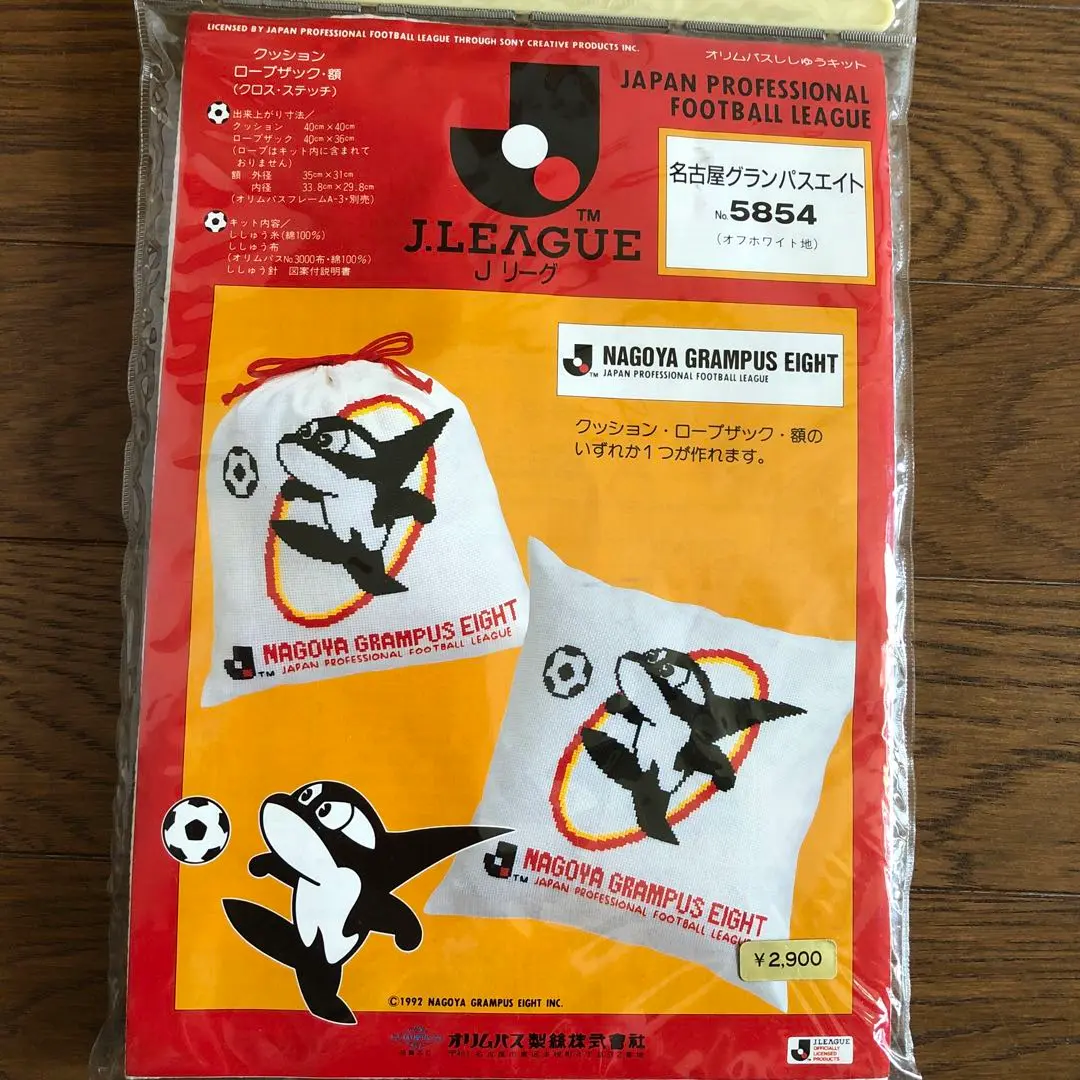 LICENSED BY JAPAN PROFESSIONAL FOOTBALL LEAGUE THROUGH SONY CREATIVE PRODUCTS INC.
オリムパスししゅうキット
クッション
ロープザック・額
(クロス・ステッチ)
出来上がり寸法／
クッション 40cm×40cm
ロープザック 40cm×36cm
(ロープはキット内に含まれて
おりません)
額 外径 35cm×31cm
内径 33.8cm×29.8cm
(オリムパスフレームA-3・別売)
キット内容／
ししゅう糸(綿100%)
ししゅう布
(オリムパスNo.3000布・綿100%)
ししゅう針 図案付説明書
TM
J.LEAGUE
Jリーグ
JAPAN PROFESSIONAL
FOOTBALL LEAGUE
名古屋グランパスエイト
No.5854
(オフホワイト地)
TM
NAGOYA GRAMPUS EIGHT
JAPAN PROFESSIONAL FOOTBALL LEAGUE
クッション・ロープザック・額の
いずれか1つが作れます。
NAGOYA GRAMPUS EIGHT
TM JAPAN PROFESSIONAL FOOTBALL LEAGUE
NAGOYA GRAMPUS EIGHT
TM JAPAN PROFESSIONAL FOOTBALL LEAGU
¥2,900
©1992 NAGOYA GRAMPUS EIGHT INC.
オリムパス製絲株式會社
J.LEAGUE
OFFICIALLY
LICENSED
PRODUCTS